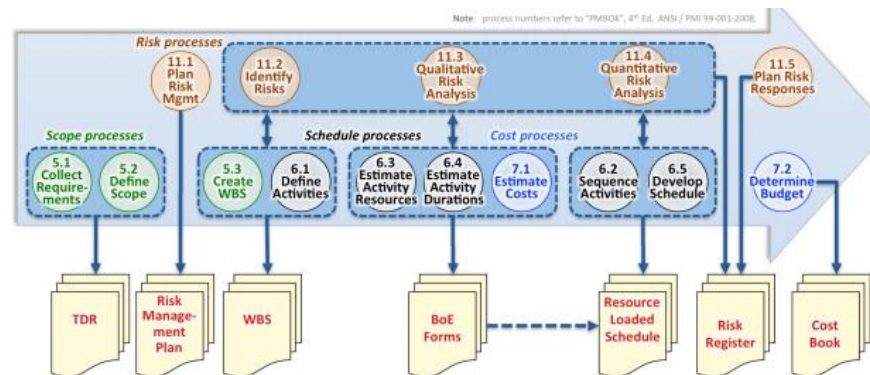 Note: process numbers refer to "PMBOK", 4th Ed., ANSI / PMI 99-001-2008.
Risk processes
11.1
Plan
Risk
Mgmt
11.2
Identify
Risks
11.3
Qualitative
Risk
Analysis
11.4
Quantitative
Risk
Analysis
11.5
Plan Risk
Responses
Scope processes
Schedule processes
Cost processes
5.1
Collect
Require-
ments
5.2
Define
Scope
5.3
Create
WBS
6.1
Define
Activities
6.3
Estimate
Activity
Resources
6.4
Estimate
Activity
Durations
7.1
Estimate
Costs
6.2
Sequence
Activities
6.5
Develop
Schedule
7.2
Determine
Budget
TDR
Risk
Manage-
ment
Plan
WBS
BoE
Forms
Resource
Loaded
Schedule
Risk
Register
Cost
Book